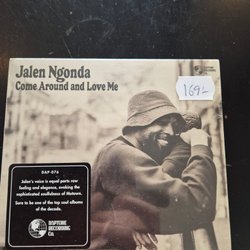 Jalen Ngonda
Come Around and Love Me
169:-
DAP-076
Jalen's voice is equal parts raw
feeling and elegance, evoking the
sophisticated soulfulness of Motown.
Sure to be one of the top soul albums
of the decade.
DAPTONE
RECORDING
CO.